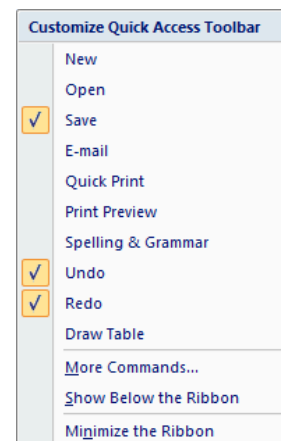 Customize Quick Access Toolbar
New
Open
Save
E-mail
Quick Print
Print Preview
Spelling & Grammar
Undo
Redo
Draw Table
More Commands...
Show Below the Ribbon
Minimize the Ribbon